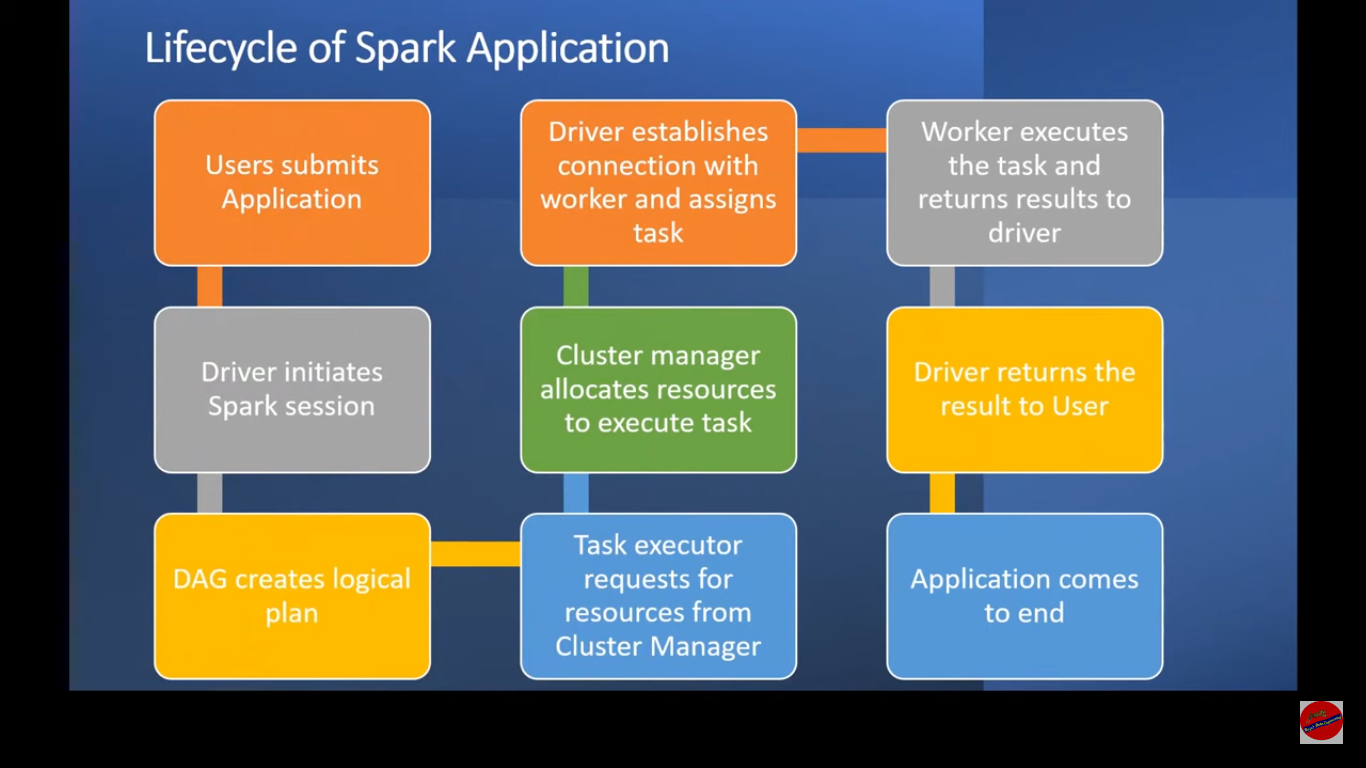 Lifecycle of Spark Application
Users submits
Application
Driver initiates
Spark session
DAG creates logical
plan
Task executor
requests for
resources from
Cluster Manager
Cluster manager
allocates resources
to execute task
Driver establishes
connection with
worker and assigns
task
Worker executes
the task and
returns results to
driver
Driver returns the
result to User
Application comes
to end